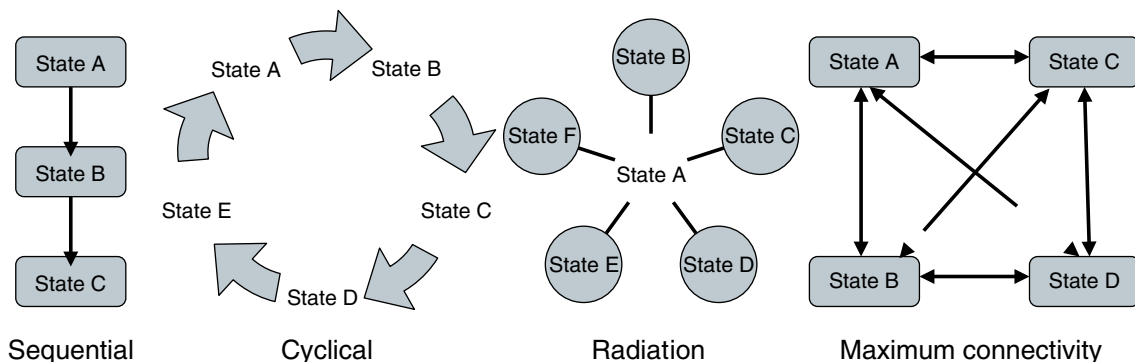 State A
State B
State C
Sequential
State A
State B
State C
State D
State E
Cyclical
State B
State C
State D
State E
State F
State A
Radiation
State A
State C
State B
State D
Maximum connectivity